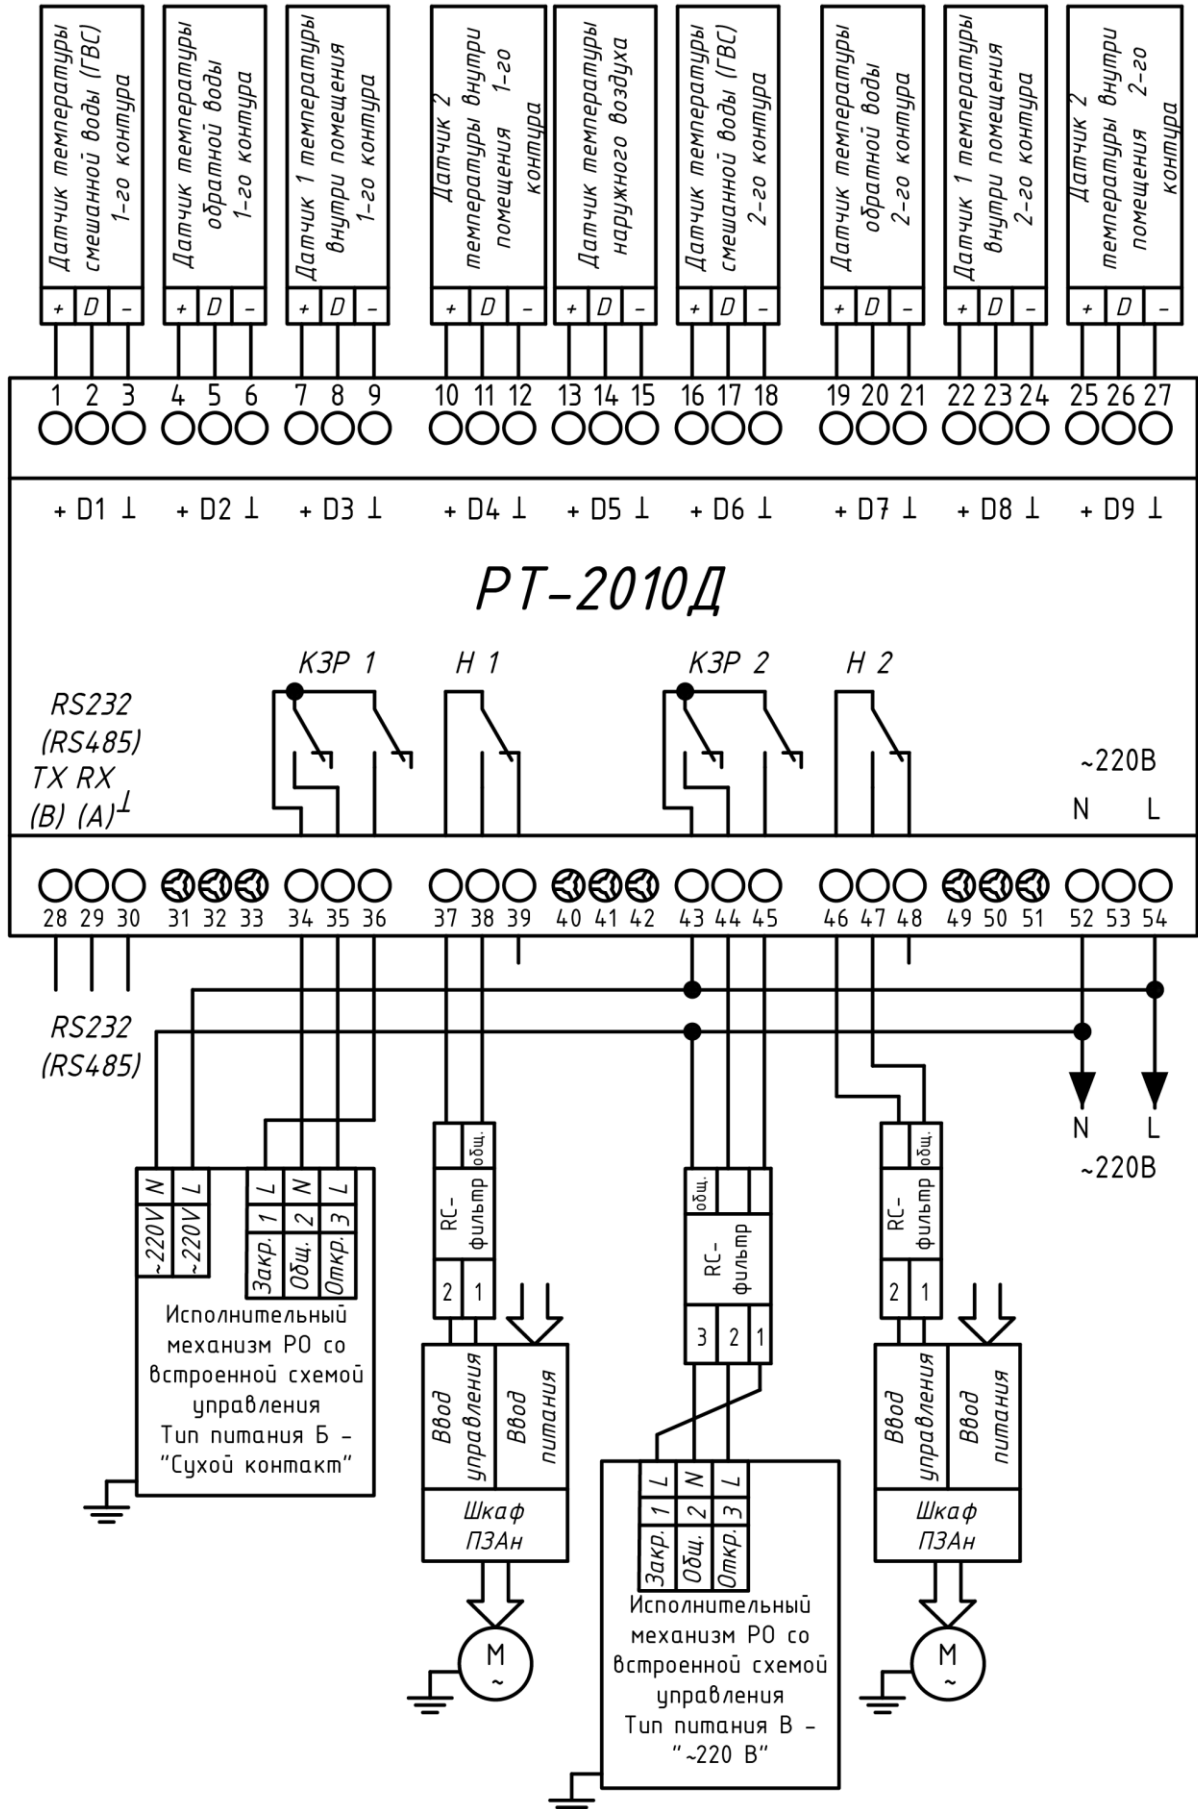 Датчик температуры
смешанной воды (ГВС)
1-го контура
Датчик температуры
обратной воды
1-го контура
Датчик 1 температуры
внутри помещения
1-го контура
Датчик 2
температуры внутри
помещения 1-го
контура
Датчик температуры
наружного воздуха
Датчик температуры
смешанной воды (ГВС)
2-го контура
Датчик температуры
обратной воды
2-го контура
Датчик 1 температуры
внутри помещения
2-го контура
Датчик 2
температуры внутри
помещения 2-го
контура
+ D - + D - + D - + D - + D - + D - + D - + D - + D -
1 2 3 4 5 6 7 8 9 10 11 12 13 14 15 16 17 18 19 20 21 22 23 24 25 26 27
+ D1 ⊥ + D2 ⊥ + D3 ⊥ + D4 ⊥ + D5 ⊥ + D6 ⊥ + D7 ⊥ + D8 ⊥ + D9 ⊥
РТ-2010Д
КЗР 1 Н 1 КЗР 2 Н 2
RS232
(RS485)
TX RX
(B) (A) ⊥
~220В
N L
28 29 30 31 32 33 34 35 36 37 38 39 40 41 42 43 44 45 46 47 48 49 50 51 52 53 54
RS232
(RS485)
N L
~220В
~220V N
~220V L
Закр. 1 L
Общ. 2 N
Откр. 3 L
Исполнительный
механизм РО со
встроенной схемой
управления
Тип питания Б -
"Сухой контакт"
общ.
RC-
фильтр
2 1
Ввод
управления
Ввод
питания
Шкаф
ПЗАн
М
~
общ.
RC-
фильтр
3 2 1
Закр. 1 L
Общ. 2 N
Откр. 3 L
Исполнительный
механизм РО со
встроенной схемой
управления
Тип питания В -
"~220 В"
общ.
RC-
фильтр
2 1
Ввод
управления
Ввод
питания
Шкаф
ПЗАн
М
~